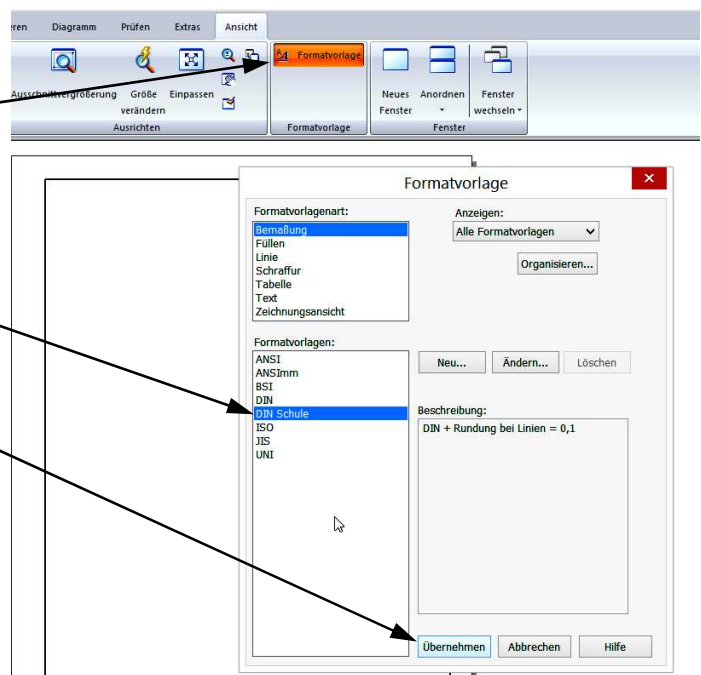 eren Diagramm Prüfen Extras Ansicht
Formatvorlage
Ausschnittvergrößerung Größe verändern Einpassen
Neues Fenster Anordnen Fenster wechseln
Ausrichten Formatvorlage Fenster
Formatvorlage
Formatvorlagenart:
Bemaßung
Füllen
Linie
Schraffur
Tabelle
Text
Zeichnungsansicht
Anzeigen:
Alle Formatvorlagen
Organisieren...
Formatvorlagen:
ANSI
ANSImm
BSI
DIN
DIN Schule
ISO
JIS
UNI
Neu... Ändern... Löschen
Beschreibung:
DIN + Rundung bei Linien = 0,1
Übernehmen Abbrechen Hilfe